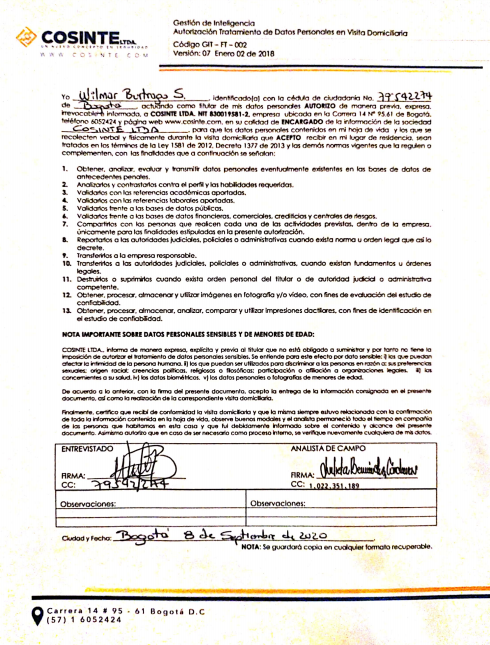 COSINTE LTDA.
UN NUEVO CONCEPTO EN SEGURIDAD
WWW.COSINTE.COM
Gestión de Inteligencia
Autorización Tratamiento de Datos Personales en Visita Domiciliaria
Código GIT – FT – 002
Versión: 07 Enero 02 de 2018
Yo Wilmar Buitrago S. identificado(a) con la cédula de ciudadanía No. 79542274
de Bogotá, actuando como titular de mis datos personales AUTORIZO de manera previa, expresa,
irrevocable e informada, a COSINTE LTDA. NIT 830019581-2, empresa ubicada en la Carrera 14 N° 95.61 de Bogotá,
teléfono 6052424 y página web www.cosinte.com, en su calidad de ENCARGADO de la información de la sociedad
COSINTE LTDA, para que los datos personales contenidos en mi hoja de vida y los que se
recolecten verbal y físicamente durante la visita domiciliaria que ACEPTO recibir en mi lugar de residencia, sean
tratados en los términos de la Ley 1581 de 2012, Decreto 1377 de 2013 y las demás normas vigentes que la regulen o
complementen, con las finalidades que a continuación se señalan:
1. Obtener, analizar, evaluar y transmitir datos personales eventualmente existentes en las bases de datos de
antecedentes penales.
2. Analizarlos y contrastarlos contra el perfil y las habilidades requeridas.
3. Validarlos con las referencias académicas aportadas.
4. Validarlos con las referencias laborales aportadas.
5. Validarlos frente a las bases de datos públicas.
6. Validarlos frente a las bases de datos financieras, comerciales, crediticias y centrales de riesgos.
7. Compartirlos con las personas que realicen cada una de las actividades previstas, dentro de la empresa,
únicamente para las finalidades estipuladas en la presente autorización.
8. Reportarlos a las autoridades judiciales, policiales o administrativas cuando exista norma u orden legal que así lo
decrete.
9. Transferirlos a la empresa responsable.
10. Transferirlos a las autoridades judiciales, policiales o administrativas, cuando existan fundamentos u órdenes
legales.
11. Destruirlos o suprimirlos cuando exista orden personal del titular o de autoridad judicial o administrativa
competente.
12. Obtener, procesar, almacenar y utilizar imágenes en fotografía y/o video, con fines de evaluación del estudio de
confiabilidad.
13. Obtener, procesar, almacenar, analizar, comparar y utilizar impresiones dactilares, con fines de identificación en
el estudio de confiabilidad.
NOTA IMPORTANTE SOBRE DATOS PERSONALES SENSIBLES Y DE MENORES DE EDAD:
COSINTE LTDA., informa de manera expresa, explícita y previa al titular que no está obligado a suministrar y por tanto no tiene la
imposición de autorizar el tratamiento de datos personales sensibles. Se entiende para este efecto por dato sensible: i) los que puedan
afectar la intimidad de la persona humana. ii) los que puedan ser utilizados para discriminar a las personas en razón a: sus preferencias
sexuales; origen racial; creencias políticas, religiosas o filosóficas; participación o afiliación a organizaciones legales. iii) los
concernientes a su salud, iv) los datos biométricos. v) los datos personales o fotografías de menores de edad.
De acuerdo a lo anterior, con la firma del presente documento, acepto la entrega de la información consignada en el presente
documento, así como la realización de la correspondiente visita domiciliaria.
Finalmente, certifico que recibí de conformidad la visita domiciliaria y que la misma siempre estuvo relacionada con la confirmación
de toda la información contenida en la hoja de vida, observe buenos modales y el analista permaneció todo el tiempo en compañía
de las personas que habitamos en esta casa y que fui debidamente informado sobre el contenido y alcance del presente
documento. Asimismo autorizo que en caso de ser necesario como proceso interno, se verifique nuevamente cualquiera de mis datos.
ENTREVISTADO
ANALISTA DE CAMPO
FIRMA:
FIRMA:
CC: 79542274
CC: 1.022.351.189
Observaciones:
Observaciones:
Ciudad y Fecha: Bogotá 8 de Septiembre de 2020
NOTA: Se guardará copia en cualquier formato recuperable.
Carrera 14 # 95 - 61 Bogotá D.C
(57) 1 6052424